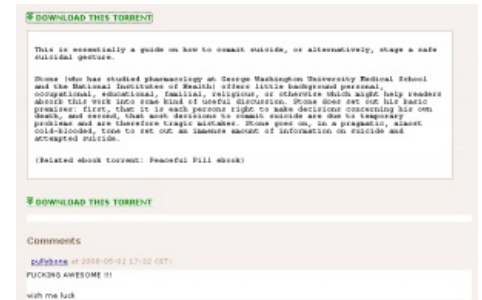 DOWNLOAD THIS TORRENT
This is essentially a guide on how to commit suicide, or alternatively, stage a safe
suicidal gesture.
Stone (who has studied pharmacology at George Washington University Medical School
and the National Institutes of Health) offers little background personal,
occupational, educational, familial, religious, or otherwise which might help readers
absorb this work into some kind of useful discussion. Stone does set out his basic
premises: first, that it is each persons right to make decisions concerning his own
death, and second, that most decisions to commit suicide are due to temporary
problems and are therefore tragic mistakes. Stone goes on, in a pragmatic, almost
cold-blooded, tone to set out an immense amount of information on suicide and
attempted suicide.
(Related ebook torrent: Peaceful Pill ebook)
DOWNLOAD THIS TORRENT
Comments
at 2008-05-02 17:32 CET:
FUCKING AWESOME !!!
wish me luck